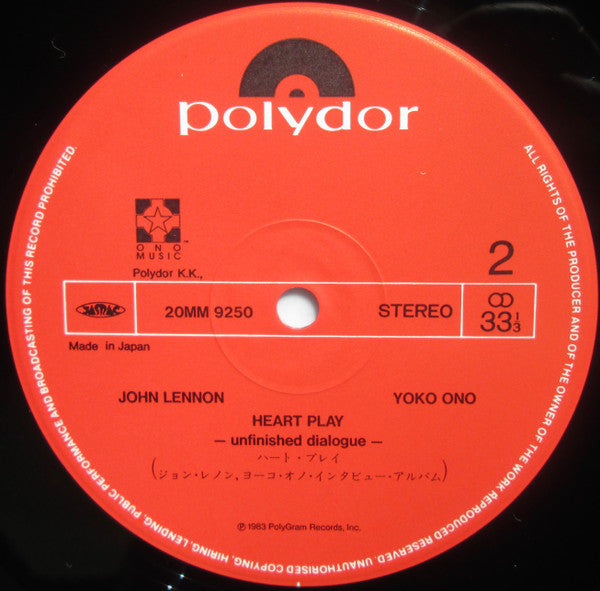 polydor
ONO
MUSIC
™
Polydor K.K.,
2
JASRAC
20MM 9250
STEREO
33 1/3
Made in Japan
JOHN LENNON
YOKO ONO
HEART PLAY
— unfinished dialogue —
ハート・プレイ
(ジョン・レノン,ヨーコ・オノ・インタビュー・アルバム)
℗ 1983 PolyGram Records, Inc.
ALL RIGHTS OF THE PRODUCER AND OF THE OWNER OF THE WORK REPRODUCED RESERVED. UNAUTHORISED COPYING, HIRING, LENDING, PUBLIC PERFORMANCE AND BROADCASTING OF THIS RECORD PROHIBITED.